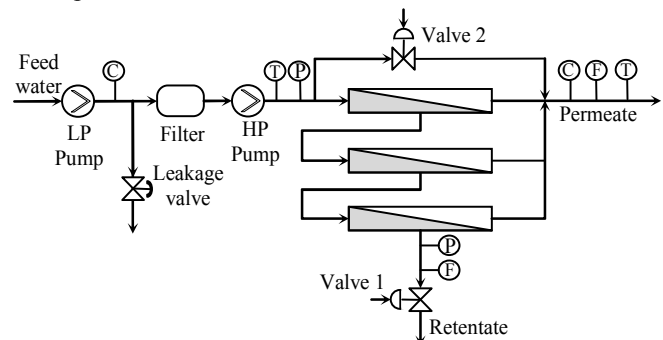 Feed
water
C
LP
Pump
Leakage
valve
Filter
HP
Pump
T
P
Valve 2
C
F
T
Permeate
P
F
Valve 1
Retentate